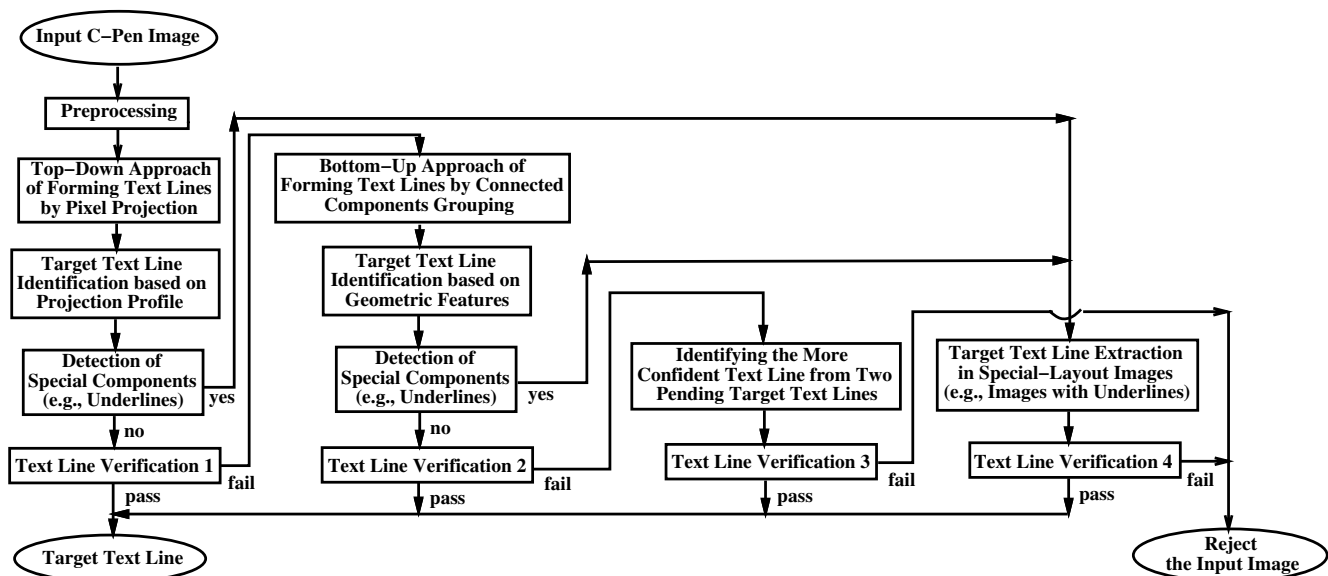 Input C−Pen Image
Preprocessing
Top−Down Approach
of Forming Text Lines
by Pixel Projection
Target Text Line
Identification based on
Projection Profile
Detection of
Special Components
(e.g., Underlines)
yes
no
Text Line Verification 1
fail
pass
Target Text Line
Bottom−Up Approach of
Forming Text Lines by Connected
Components Grouping
Target Text Line
Identification based on
Geometric Features
Detection of
Special Components
(e.g., Underlines)
yes
no
Text Line Verification 2
fail
pass
Identifying the More
Confident Text Line from Two
Pending Target Text Lines
Text Line Verification 3
fail
pass
Target Text Line Extraction
in Special−Layout Images
(e.g., Images with Underlines)
Text Line Verification 4
fail
pass
Reject
the Input Image